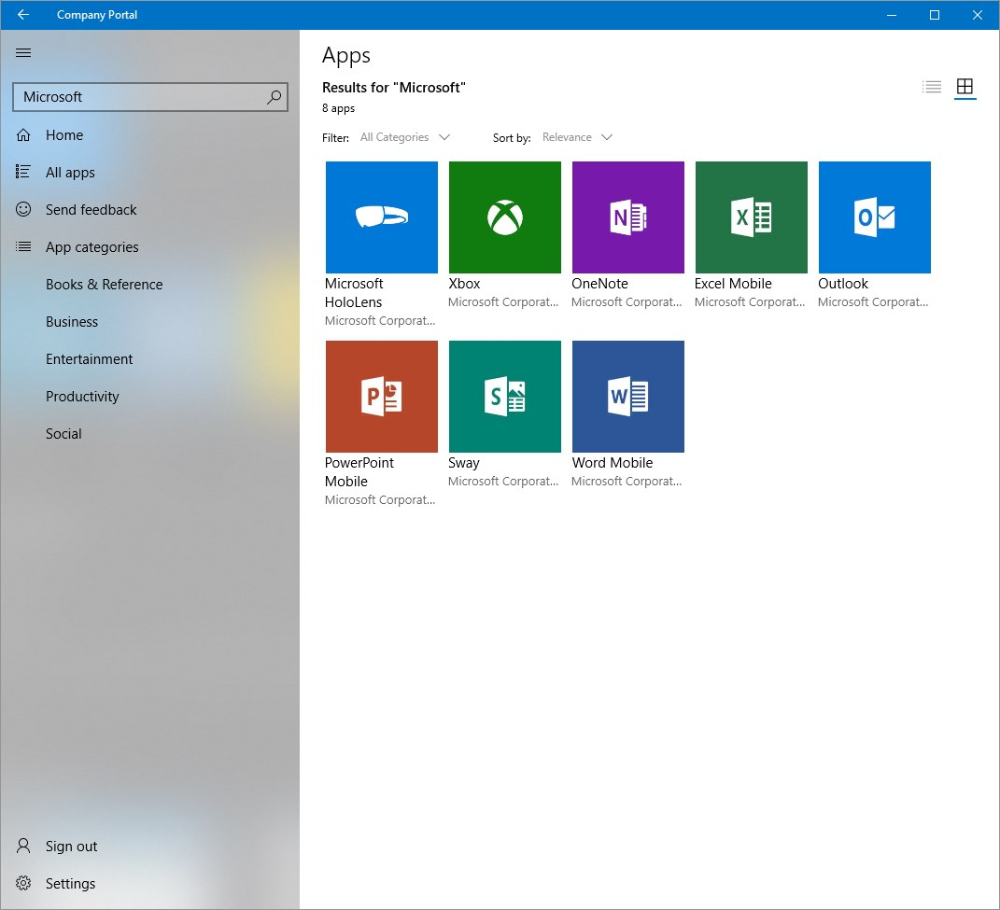 Company Portal
Microsoft
Home
All apps
Send feedback
App categories
Books & Reference
Business
Entertainment
Productivity
Social
Sign out
Settings
Apps
Results for "Microsoft"
8 apps
Filter: All Categories Sort by: Relevance
N X O
Microsoft HoloLens
Microsoft Corporat...
Xbox
Microsoft Corporat...
OneNote
Microsoft Corporat...
Excel Mobile
Microsoft Corporat...
Outlook
Microsoft Corporat...
P S W
PowerPoint Mobile
Microsoft Corporat...
Sway
Microsoft Corporat...
Word Mobile
Microsoft Corporat...